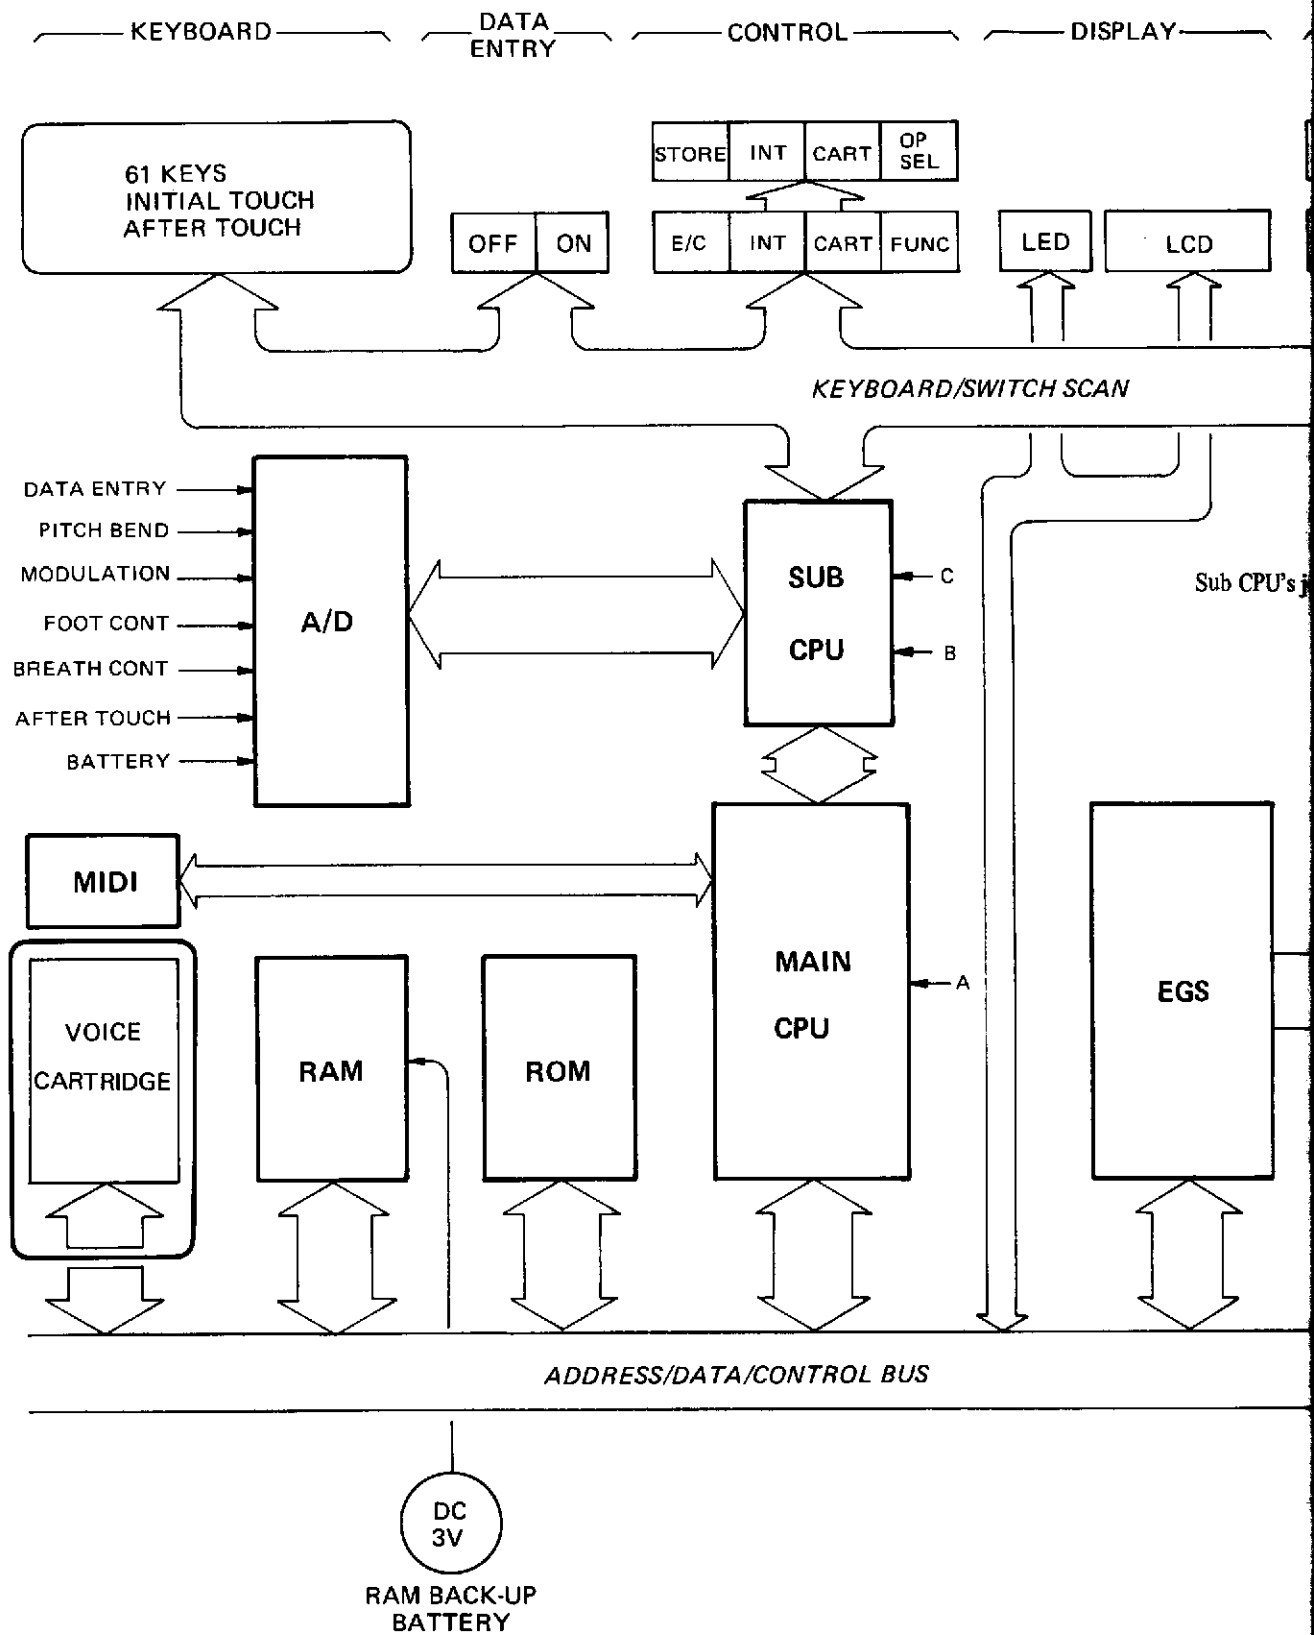 KEYBOARD
DATA
ENTRY
CONTROL
DISPLAY
61 KEYS
INITIAL TOUCH
AFTER TOUCH
OFF
ON
STORE
INT
CART
OP
SEL
E/C
INT
CART
FUNC
LED
LCD
KEYBOARD/SWITCH SCAN
DATA ENTRY
PITCH BEND
MODULATION
FOOT CONT
BREATH CONT
AFTER TOUCH
BATTERY
A/D
SUB
CPU
C
B
Sub CPU's
MIDI
VOICE
CARTRIDGE
RAM
ROM
MAIN
CPU
A
EGS
ADDRESS/DATA/CONTROL BUS
DC
3V
RAM BACK-UP
BATTERY